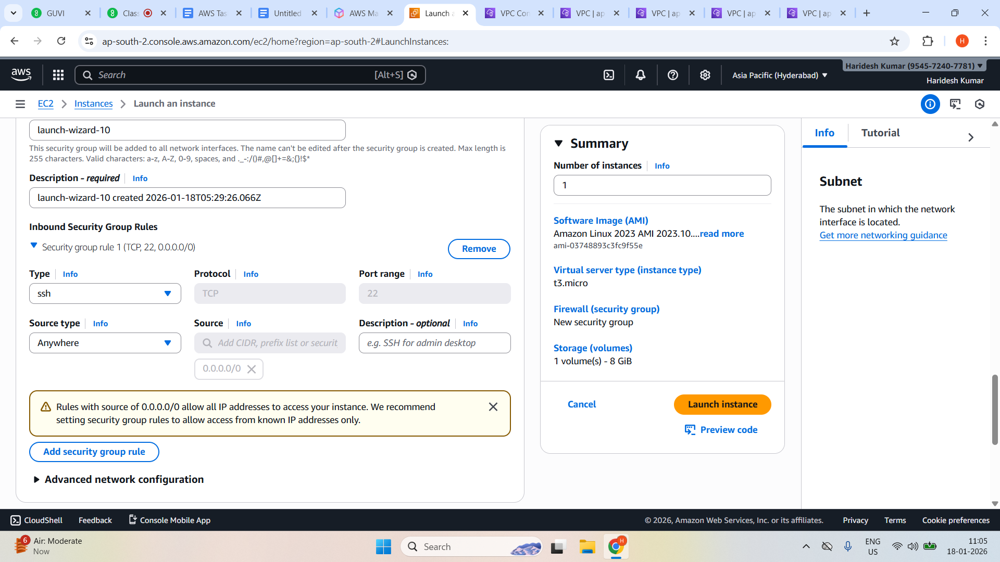 GUVI
Class
AWS Tas
Untitled
AWS Ma
Launch a
VPC Con
VPC | ap
VPC | ap
VPC | ap
VPC | ap
ap-south-2.console.aws.amazon.com/ec2/home?region=ap-south-2#LaunchInstances:
H
aws
Search
[Alt+S]
Asia Pacific (Hyderabad)
Haridesh Kumar (9545-7240-7781)
Haridesh Kumar
EC2
Instances
Launch an instance
launch-wizard-10
This security group will be added to all network interfaces. The name can't be edited after the security group is created. Max length is
255 characters. Valid characters: a-z, A-Z, 0-9, spaces, and ._-:/()#,@[]+=&;{}!$*
Description - required
Info
launch-wizard-10 created 2026-01-18T05:29:26.066Z
Inbound Security Group Rules
Security group rule 1 (TCP, 22, 0.0.0.0/0)
Remove
Type
Info
Protocol
Info
Port range
Info
ssh
TCP
22
Source type
Info
Source
Info
Description - optional
Info
Anywhere
Add CIDR, prefix list or securit
e.g. SSH for admin desktop
0.0.0.0/0
Rules with source of 0.0.0.0/0 allow all IP addresses to access your instance. We recommend
setting security group rules to allow access from known IP addresses only.
Add security group rule
Advanced network configuration
Summary
Number of instances
Info
1
Software Image (AMI)
Amazon Linux 2023 AMI 2023.10....read more
ami-03748893c3fc9f55e
Virtual server type (instance type)
t3.micro
Firewall (security group)
New security group
Storage (volumes)
1 volume(s) - 8 GiB
Cancel
Launch instance
Preview code
Info
Tutorial
Subnet
The subnet in which the network
interface is located.
Get more networking guidance
CloudShell
Feedback
Console Mobile App
© 2026, Amazon Web Services, Inc. or its affiliates.
Privacy
Terms
Cookie preferences
6
Air: Moderate
Now
Search
H
ENG
US
11:05
18-01-2026